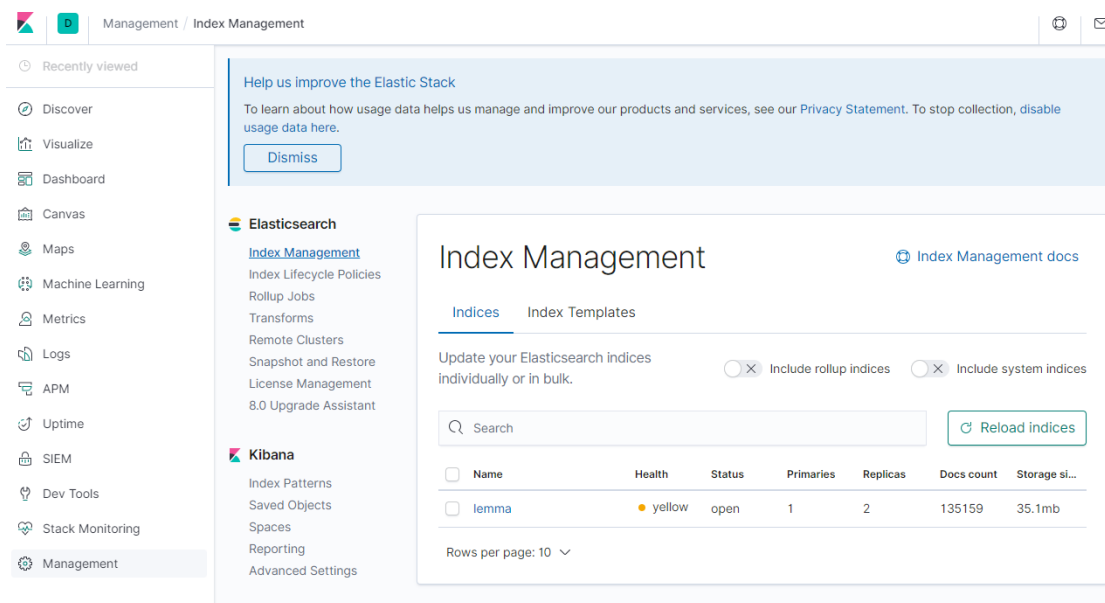 D Management / Index Management
Recently viewed
Discover
Visualize
Dashboard
Canvas
Maps
Machine Learning
Metrics
Logs
APM
Uptime
SIEM
Dev Tools
Stack Monitoring
Management
Help us improve the Elastic Stack
To learn about how usage data helps us manage and improve our products and services, see our Privacy Statement. To stop collection, disable
usage data here.
Dismiss
Elasticsearch
Index Management
Index Lifecycle Policies
Rollup Jobs
Transforms
Remote Clusters
Snapshot and Restore
License Management
8.0 Upgrade Assistant
Kibana
Index Patterns
Saved Objects
Spaces
Reporting
Advanced Settings
Index Management
Index Management docs
Indices Index Templates
Update your Elasticsearch indices
individually or in bulk.
Include rollup indices Include system indices
Search
Reload indices
Name Health Status Primaries Replicas Docs count Storage si...
lemma yellow open 1 2 135159 35.1mb
Rows per page: 10